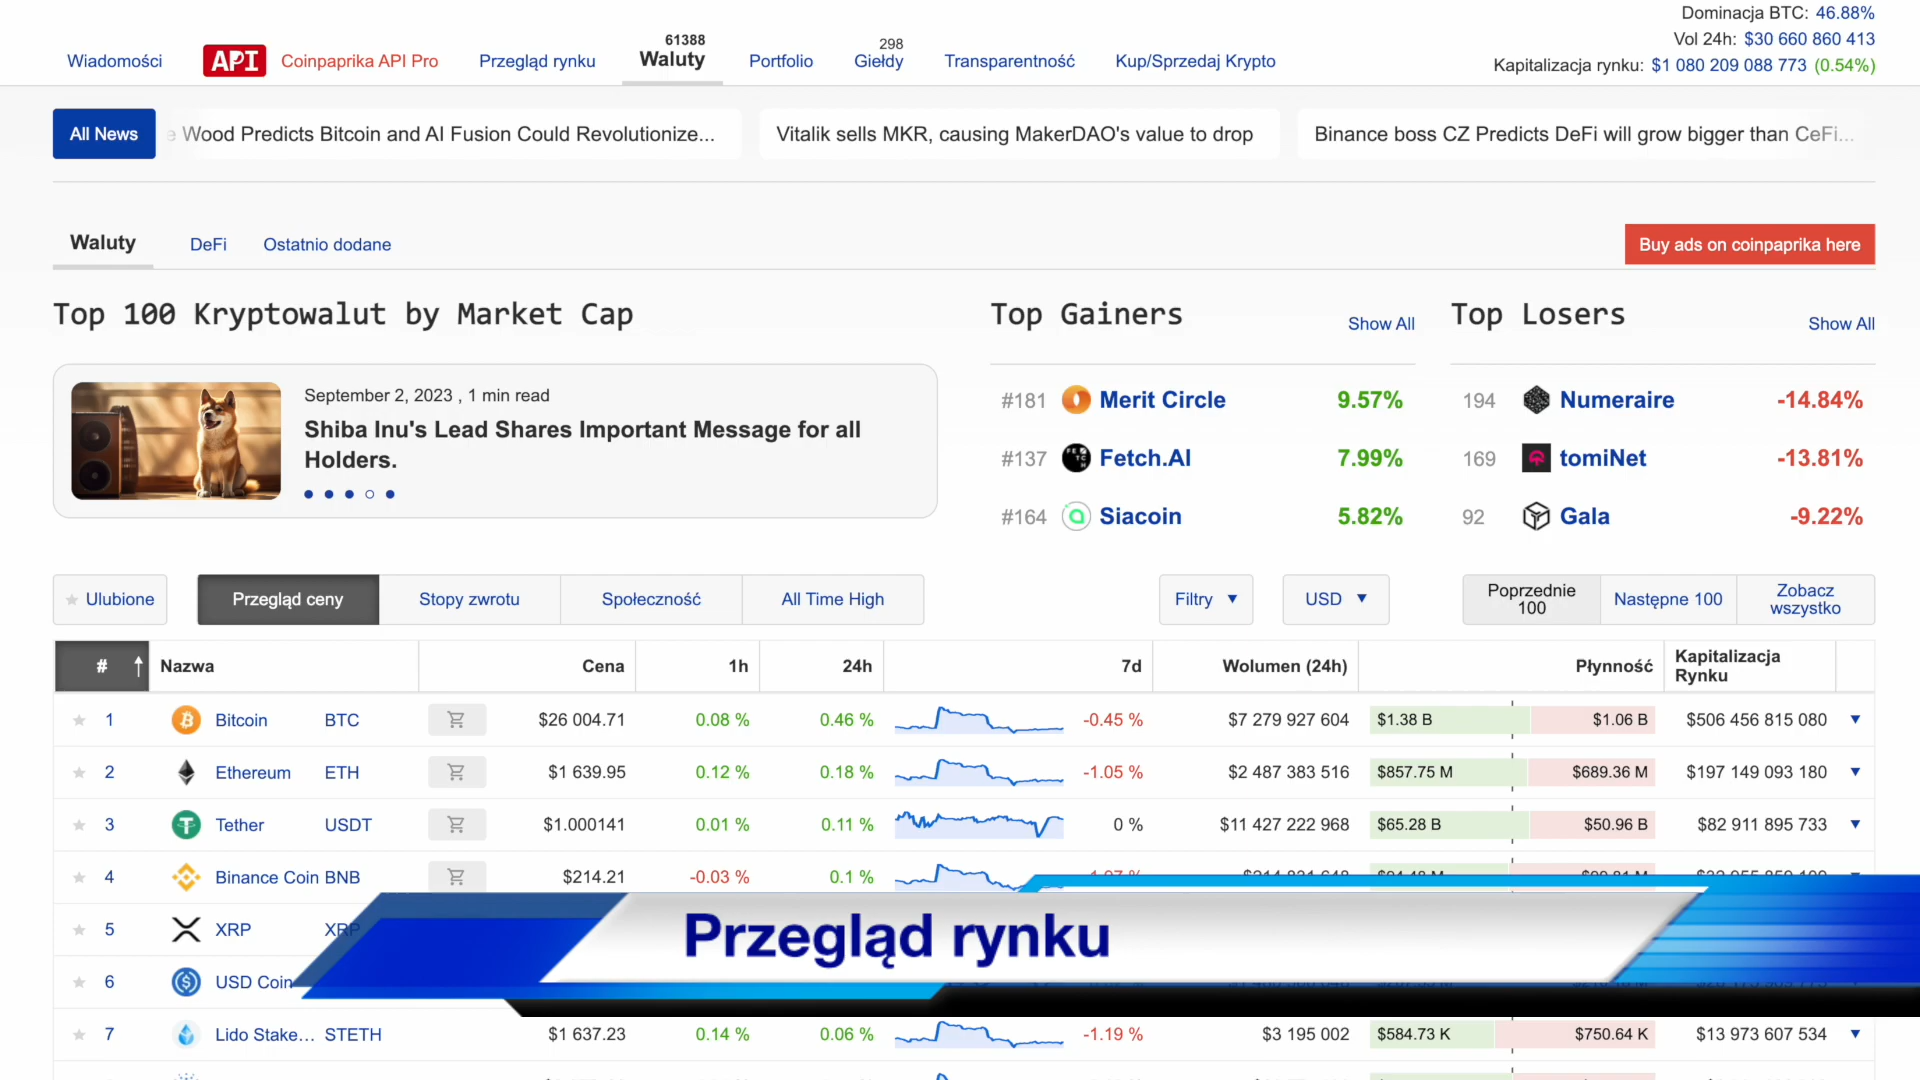 Dominacja BTC: 46.88%
Vol 24h: $30 660 860 413
Kapitalizacja rynku: $1 080 209 088 773 (0.54%)
Wiadomości API Coinpaprika API Pro Przegląd rynku Waluty 61388 Portfolio Giełdy 298 Transparentność Kup/Sprzedaj Krypto
All News e Wood Predicts Bitcoin and AI Fusion Could Revolutionize... Vitalik sells MKR, causing MakerDAO's value to drop Binance boss CZ Predicts DeFi will grow bigger than CeFi...
Waluty DeFi Ostatnio dodane Buy ads on coinpaprika here
Top 100 Kryptowalut by Market Cap
September 2, 2023 , 1 min read
Shiba Inu's Lead Shares Important Message for all
Holders.
Top Gainers Show All
#181 Merit Circle 9.57%
#137 Fetch.AI 7.99%
#164 Siacoin 5.82%
Top Losers Show All
194 Numeraire -14.84%
169 tomiNet -13.81%
92 Gala -9.22%
Ulubione Przegląd ceny Stopy zwrotu Społeczność All Time High Filtry USD Poprzednie 100 Następne 100 Zobacz wszystko
# Nazwa Cena 1h 24h 7d Wolumen (24h) Płynność Kapitalizacja Rynku
1 Bitcoin BTC $26 004.71 0.08 % 0.46 % -0.45 % $7 279 927 604 $1.38 B $1.06 B $506 456 815 080
2 Ethereum ETH $1 639.95 0.12 % 0.18 % -1.05 % $2 487 383 516 $857.75 M $689.36 M $197 149 093 180
3 Tether USDT $1.000141 0.01 % 0.11 % 0 % $11 427 222 968 $65.28 B $50.96 B $82 911 895 733
4 Binance Coin BNB $214.21 -0.03 % 0.1 %
5 XRP XRP
6 USD Coin
Przegląd rynku
7 Lido Stake... STETH $1 637.23 0.14 % 0.06 % -1.19 % $3 195 002 $584.73 K $750.64 K $13 973 607 534